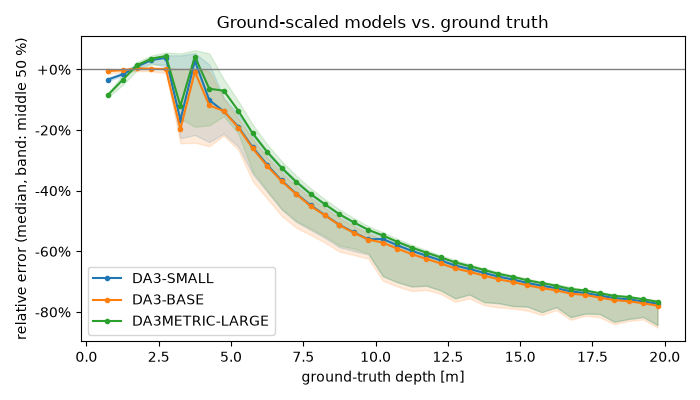 Ground-scaled models vs. ground truth
relative error (median, band: middle 50 %)
+0%
-20%
-40%
-60%
-80%
DA3-SMALL
DA3-BASE
DA3METRIC-LARGE
0.0 2.5 5.0 7.5 10.0 12.5 15.0 17.5 20.0
ground-truth depth [m]